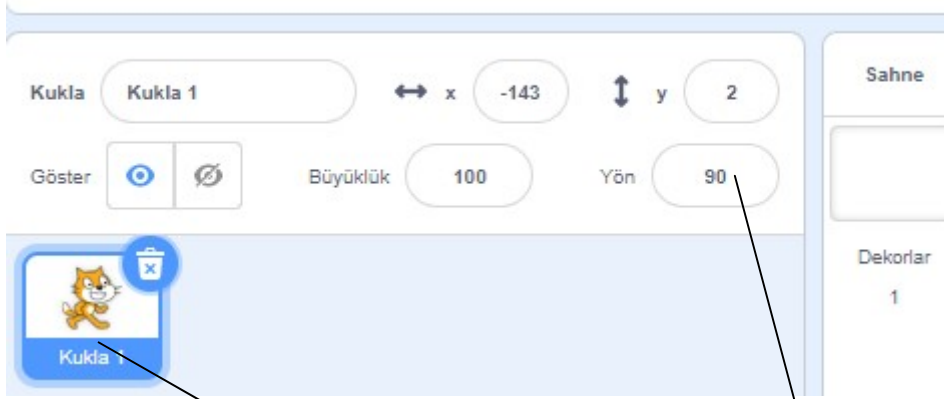 Kukla Kukla 1 x -143 y 2
Göster Büyüklük 100 Yön 90
Kukla 1
Sahne
Dekorlar
1